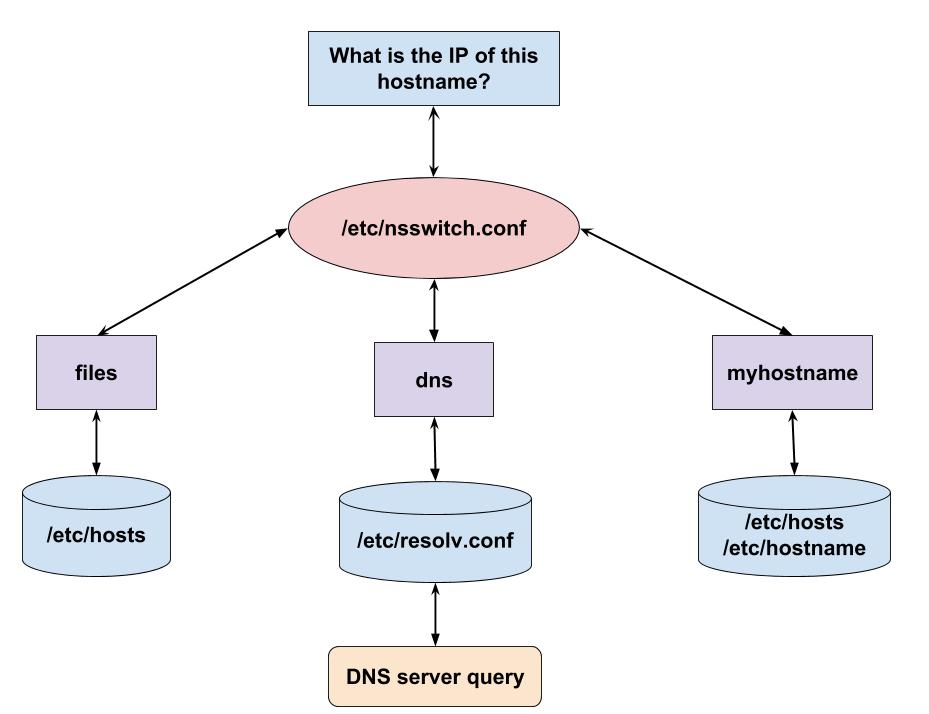 What is the IP of this
hostname?
/etc/nsswitch.conf
files
dns
myhostname
/etc/hosts
/etc/resolv.conf
/etc/hosts
/etc/hostname
DNS server query